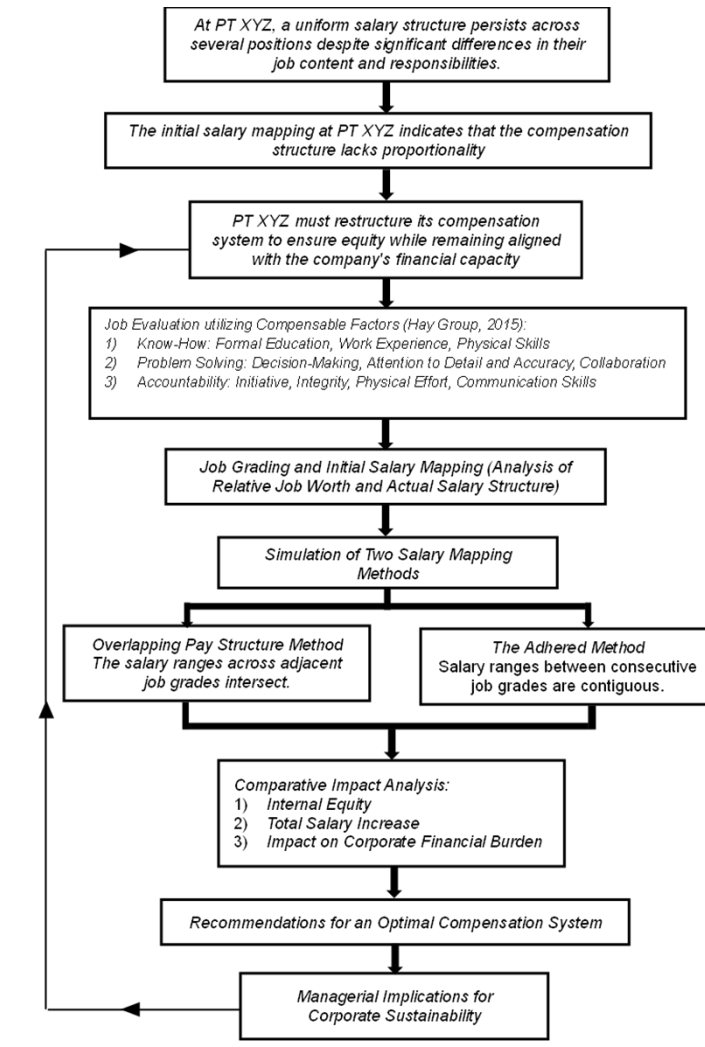 At PT XYZ, a uniform salary structure persists across
several positions despite significant differences in their
job content and responsibilities.
The initial salary mapping at PT XYZ indicates that the compensation
structure lacks proportionality
PT XYZ must restructure its compensation
system to ensure equity while remaining aligned
with the company's financial capacity
Job Evaluation utilizing Compensable Factors (Hay Group, 2015):
1) Know-How: Formal Education, Work Experience, Physical Skills
2) Problem Solving: Decision-Making, Attention to Detail and Accuracy, Collaboration
3) Accountability: Initiative, Integrity, Physical Effort, Communication Skills
Job Grading and Initial Salary Mapping (Analysis of
Relative Job Worth and Actual Salary Structure)
Simulation of Two Salary Mapping
Methods
Overlapping Pay Structure Method
The salary ranges across adjacent
job grades intersect.
The Adhered Method
Salary ranges between consecutive
job grades are contiguous.
Comparative Impact Analysis:
1) Internal Equity
2) Total Salary Increase
3) Impact on Corporate Financial Burden
Recommendations for an Optimal Compensation System
Managerial Implications for
Corporate Sustainability